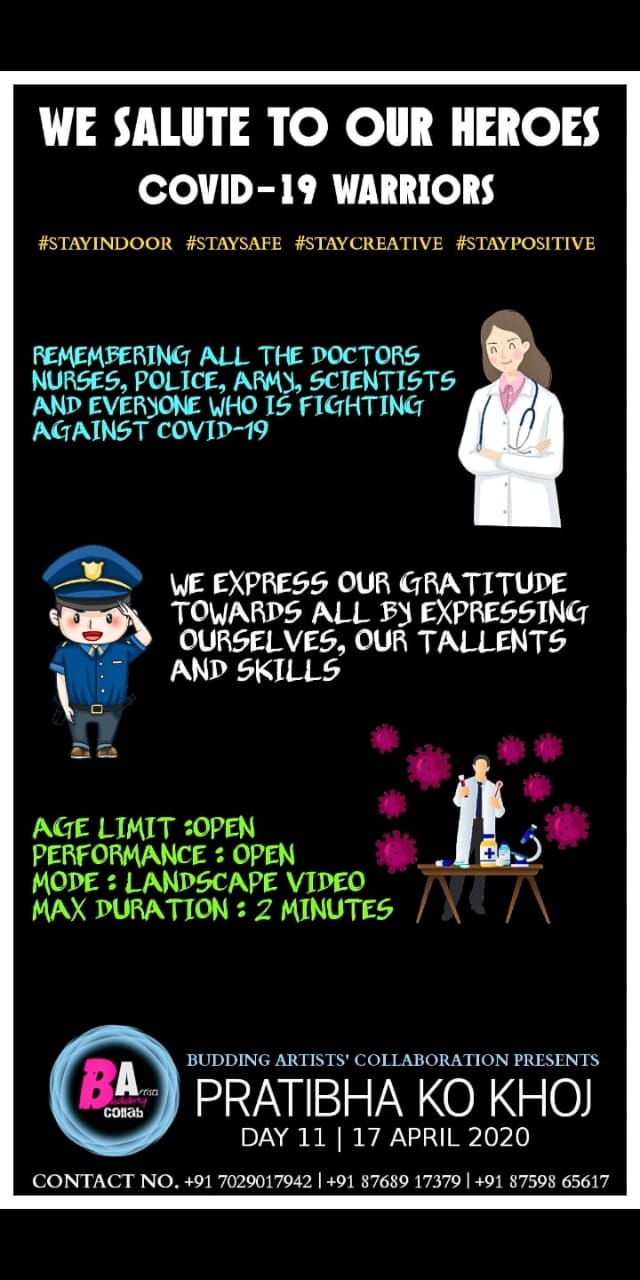 WE SALUTE TO OUR HEROES
COVID-19 WARRIORS
#STAYINDOOR #STAYSAFE #STAYCREATIVE #STAYPOSITIVE
REMEMBERING ALL THE DOCTORS
NURSES, POLICE, ARMY, SCIENTISTS
AND EVERYONE WHO IS FIGHTING
AGAINST COVID-19
WE EXPRESS OUR GRATITUDE
TOWARDS ALL BY EXPRESSING
OURSELVES, OUR TALLENTS
AND SKILLS
AGE LIMIT :OPEN
PERFORMANCE : OPEN
MODE : LANDSCAPE VIDEO
MAX DURATION : 2 MINUTES
BA
rtists
udding
Collab
BUDDING ARTISTS' COLLABORATION PRESENTS
PRATIBHA KO KHOJ
DAY 11 | 17 APRIL 2020
CONTACT NO. +91 7029017942 | +91 87689 17379 | +91 87598 65617